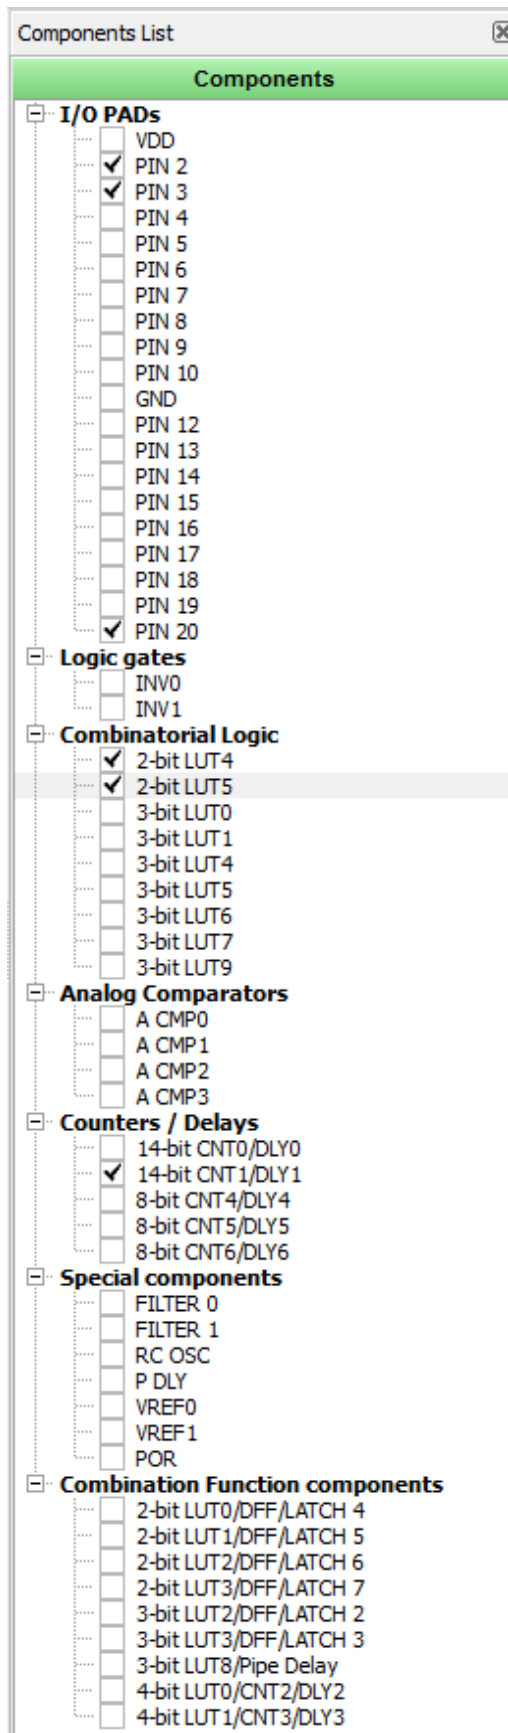 Components List
Components
I/O PADs
VDD
PIN 2
PIN 3
PIN 4
PIN 5
PIN 6
PIN 7
PIN 8
PIN 9
PIN 10
GND
PIN 12
PIN 13
PIN 14
PIN 15
PIN 16
PIN 17
PIN 18
PIN 19
PIN 20
Logic gates
INV0
INV1
Combinatorial Logic
2-bit LUT4
2-bit LUT5
3-bit LUT0
3-bit LUT1
3-bit LUT4
3-bit LUT5
3-bit LUT6
3-bit LUT7
3-bit LUT9
Analog Comparators
A CMP0
A CMP1
A CMP2
A CMP3
Counters / Delays
14-bit CNT0/DLY0
14-bit CNT1/DLY1
8-bit CNT4/DLY4
8-bit CNT5/DLY5
8-bit CNT6/DLY6
Special components
FILTER 0
FILTER 1
RC OSC
P DLY
VREF0
VREF1
POR
Combination Function components
2-bit LUT0/DFF/LATCH 4
2-bit LUT1/DFF/LATCH 5
2-bit LUT2/DFF/LATCH 6
2-bit LUT3/DFF/LATCH 7
3-bit LUT2/DFF/LATCH 2
3-bit LUT3/DFF/LATCH 3
3-bit LUT8/Pipe Delay
4-bit LUT0/CNT2/DLY2
4-bit LUT1/CNT3/DLY3